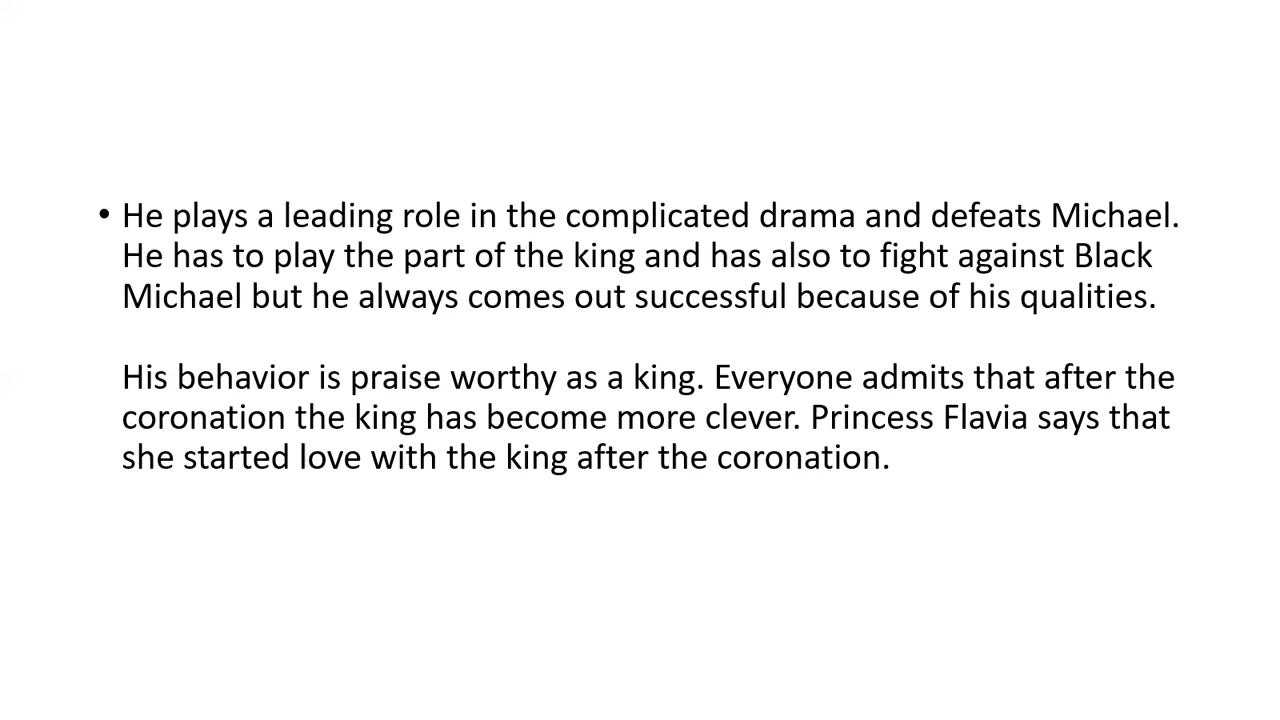 • He plays a leading role in the complicated drama and defeats Michael.
He has to play the part of the king and has also to fight against Black
Michael but he always comes out successful because of his qualities.
His behavior is praise worthy as a king. Everyone admits that after the
coronation the king has become more clever. Princess Flavia says that
she started love with the king after the coronation.